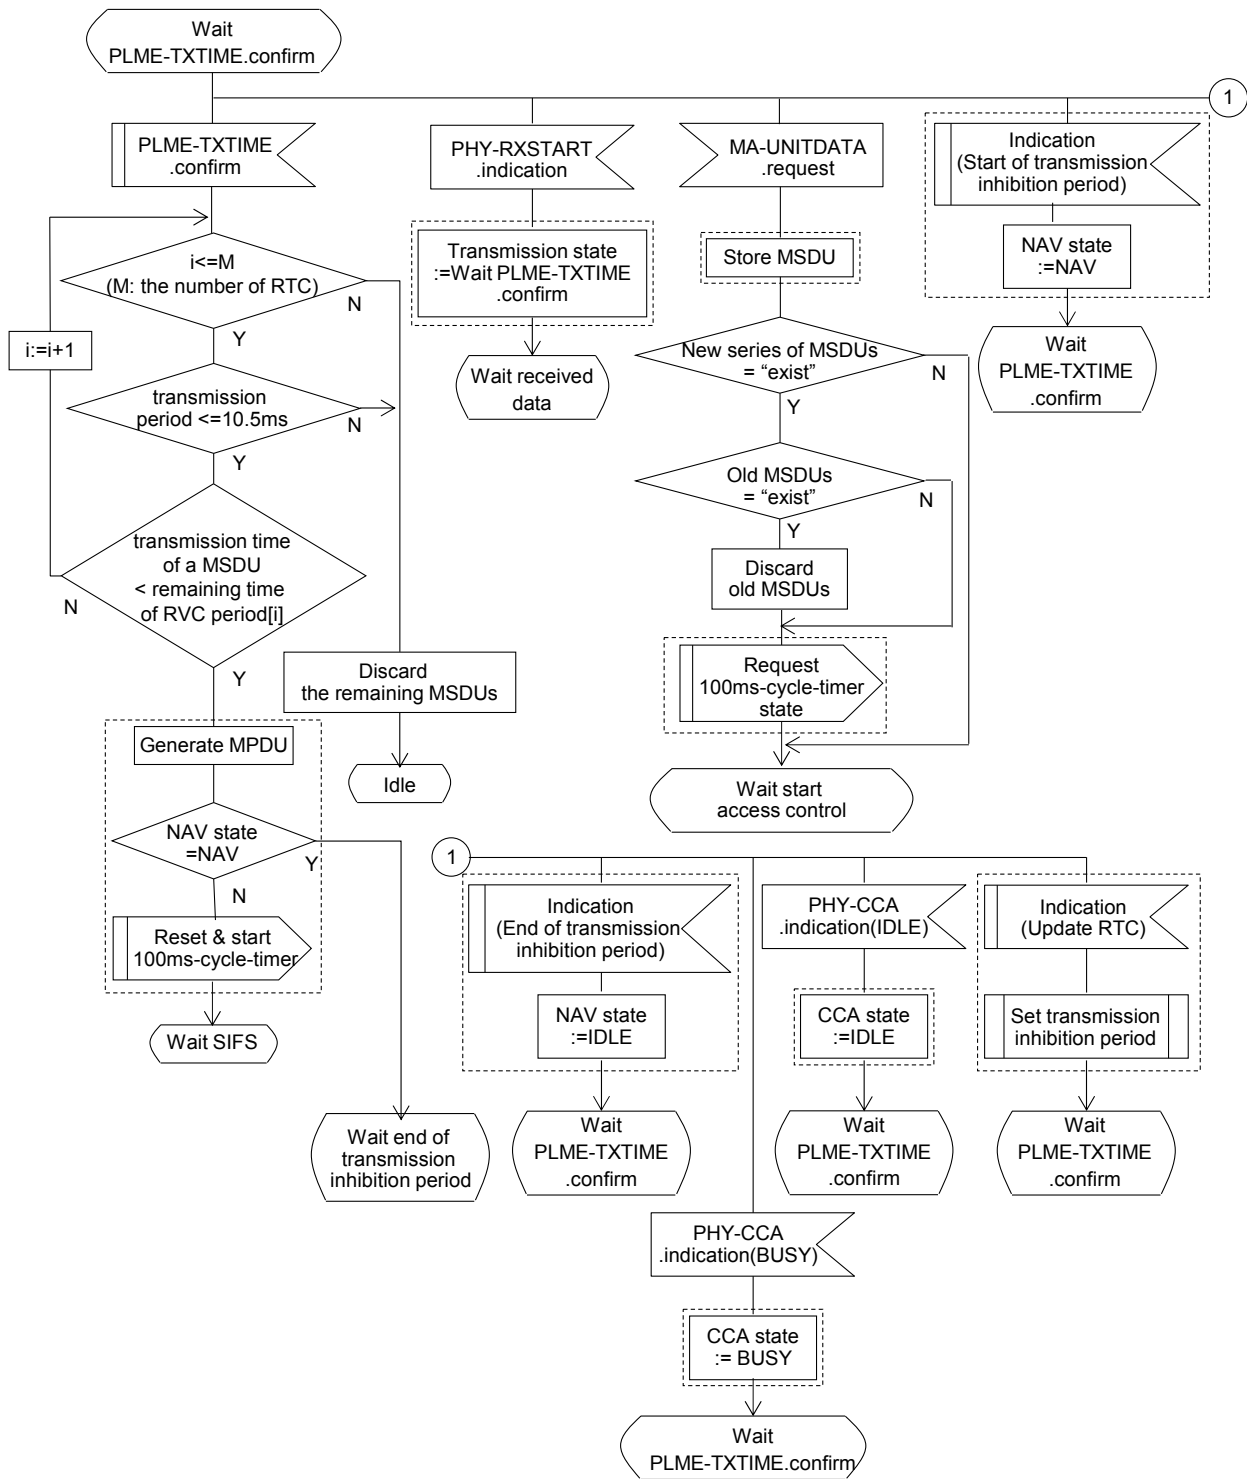 Wait
PLME-TXTIME.confirm
1
PLME-TXTIME
.confirm
PHY-RXSTART
.indication
MA-UNITDATA
.request
Indication
(Start of transmission
inhibition period)
i<=M
(M: the number of RTC)
N
Y
i:=i+1
transmission
period <=10.5ms
N
Y
transmission time
of a MSDU
< remaining time
of RVC period[i]
N
Y
Discard
the remaining MSDUs
Idle
Generate MPDU
NAV state
=NAV
Y
N
Reset & start
100ms-cycle-timer
Wait SIFS
Wait end of
transmission
inhibition period
Transmission state
:=Wait PLME-TXTIME
.confirm
Wait received
data
Store MSDU
New series of MSDUs
= “exist”
N
Y
Old MSDUs
= “exist”
N
Y
Discard
old MSDUs
Request
100ms-cycle-timer
state
Wait start
access control
NAV state
:=NAV
Wait
PLME-TXTIME
.confirm
1
Indication
(End of transmission
inhibition period)
NAV state
:=IDLE
Wait
PLME-TXTIME
.confirm
PHY-CCA
.indication(IDLE)
CCA state
:=IDLE
Wait
PLME-TXTIME
.confirm
Indication
(Update RTC)
Set transmission
inhibition period
Wait
PLME-TXTIME
.confirm
PHY-CCA
.indication(BUSY)
CCA state
:= BUSY
Wait
PLME-TXTIME.confirm